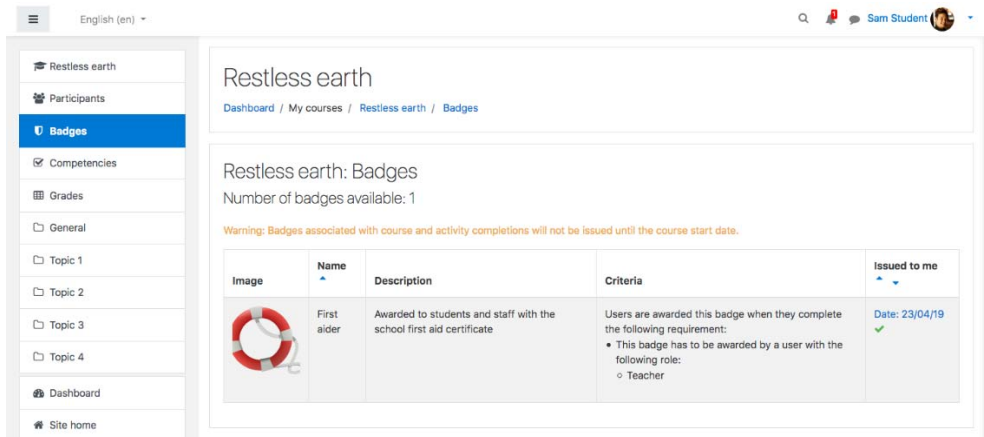 English (en)
1
Sam Student
Restless earth
Participants
Badges
Competencies
Grades
General
Topic 1
Topic 2
Topic 3
Topic 4
Dashboard
Site home
Restless earth
Dashboard / My courses / Restless earth / Badges
Restless earth: Badges
Number of badges available: 1
Warning: Badges associated with course and activity completions will not be issued until the course start date.
Image
Name
Description
Criteria
Issued to me
First
aider
Awarded to students and staff with the
school first aid certificate
Users are awarded this badge when they complete
the following requirement:
• This badge has to be awarded by a user with the
following role:
○ Teacher
Date: 23/04/19